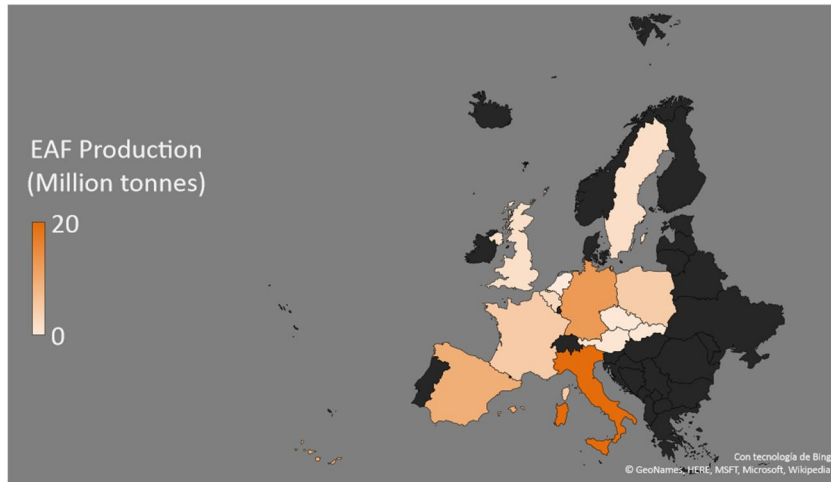 EAF Production
(Million tonnes)
20
0
Con tecnología de Bing
© GeoNames, HERE, MSFT, Microsoft, Wikipedia